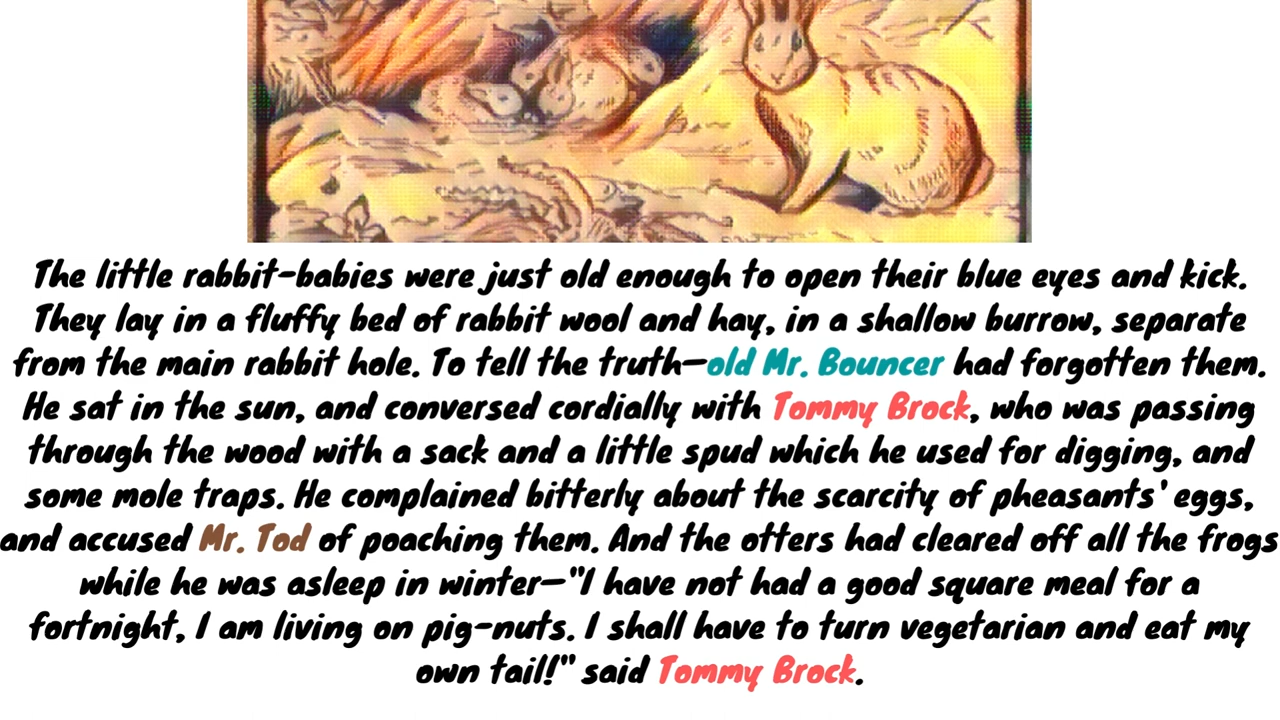 The little rabbit-babies were just old enough to open their blue eyes and kick.
They lay in a fluffy bed of rabbit wool and hay, in a shallow burrow, separate
from the main rabbit hole. To tell the truth—old Mr. Bouncer had forgotten them.
He sat in the sun, and conversed cordially with Tommy Brock, who was passing
through the wood with a sack and a little spud which he used for digging, and
some mole traps. He complained bitterly about the scarcity of pheasants' eggs,
and accused Mr. Tod of poaching them. And the otters had cleared off all the frogs
while he was asleep in winter—"I have not had a good square meal for a
fortnight, I am living on pig-nuts. I shall have to turn vegetarian and eat my
own tail!" said Tommy Brock.